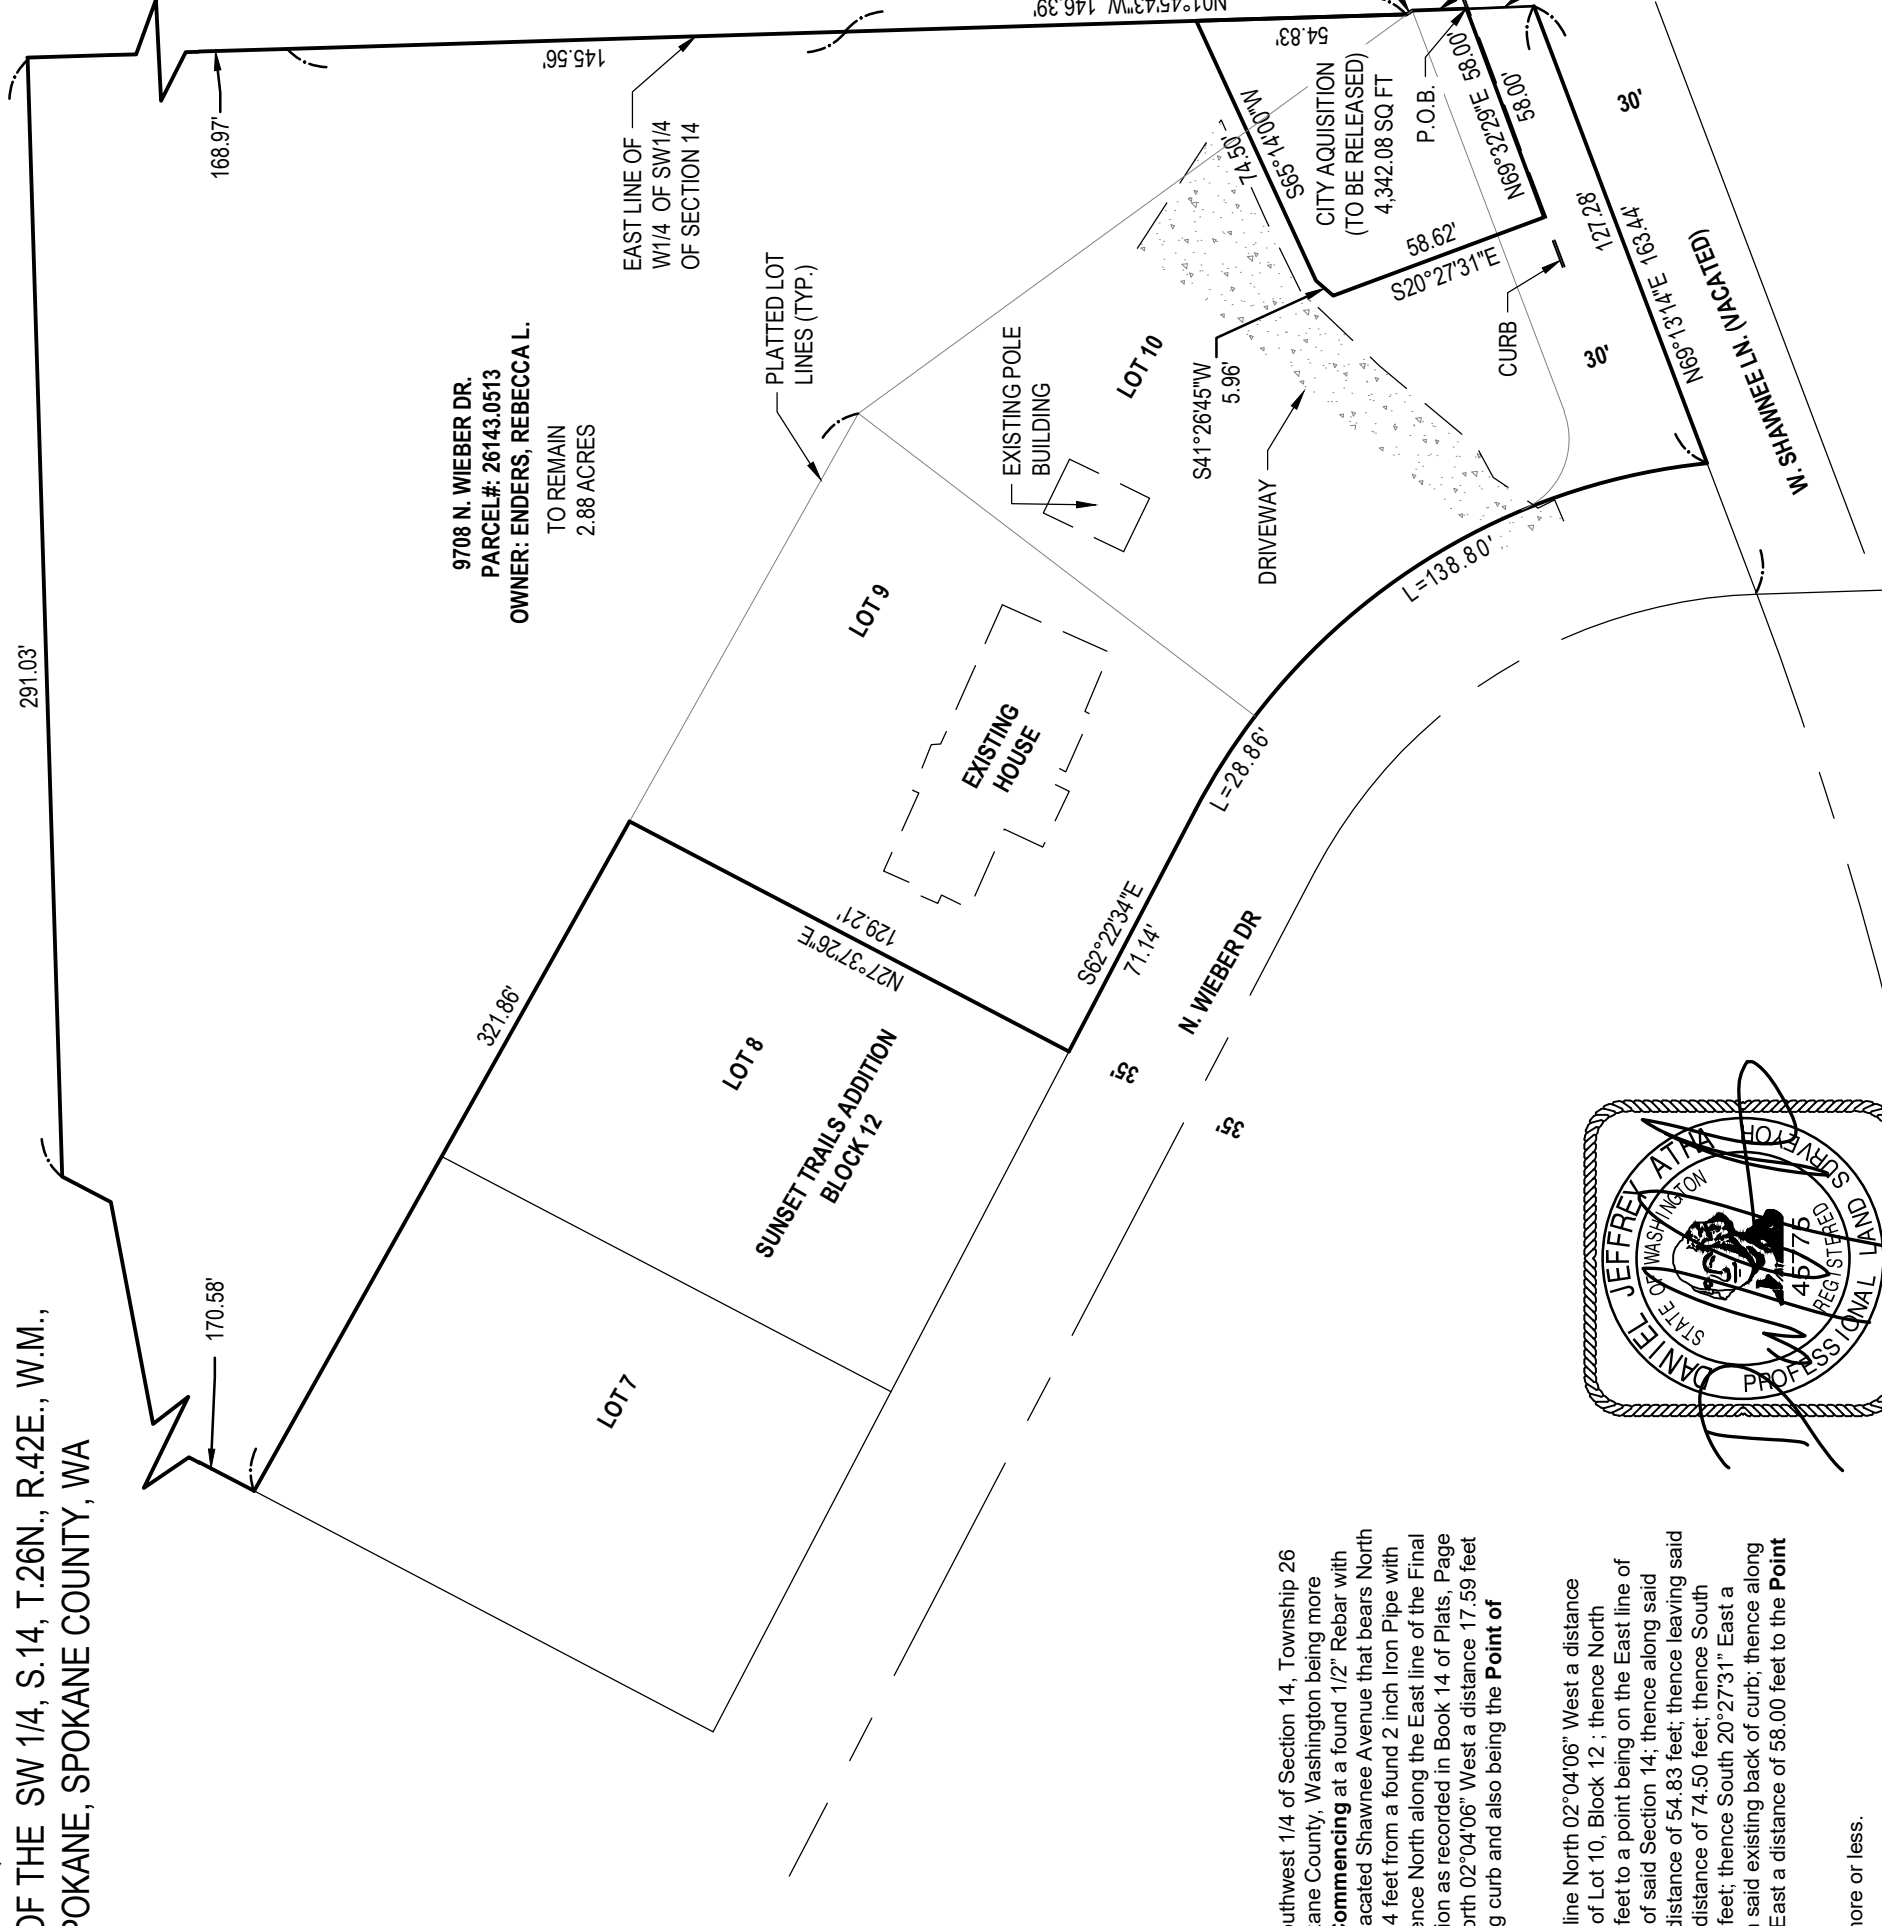 OF THE SW 1/4, S.14, T.26N., R.42E., W.M.,
POKANE, SPOKANE COUNTY, WA
291.03'
168.97'
145.56'
N01°45'43"W 146.39'
54.83'
EAST LINE OF
W1/4 OF SW1/4
OF SECTION 14
9708 N. WIEBER DR.
PARCEL#: 26143.0513
OWNER: ENDERS, REBECCA L.
TO REMAIN
2.88 ACRES
PLATTED LOT
LINES (TYP.)
EXISTING POLE
BUILDING
LOT 10
S65°14'00"W
74.50'
CITY AQUISITION
(TO BE RELEASED)
4,342.08 SQ FT
P.O.B.
N69°32'29"E 58.00'
58.00'
30'
58.62'
S20°27'31"E
S41°26'45"W
5.96'
DRIVEWAY
CURB
127.28'
N69°13'14"E 163.44'
30'
W. SHAWNEE LN. (VACATED)
L=138.80'
LOT 9
EXISTING
HOUSE
L=28.86'
S62°22'34"E
71.14'
N. WIEBER DR
35'
35'
N27°37'26"E
129.21'
321.86'
LOT 8
SUNSET TRAILS ADDITION
BLOCK 12
LOT 7
170.58'
DANIEL JEFFREY ATHA
STATE OF WASHINGTON
REGISTERED
PROFESSIONAL LAND SURVEYOR
outhwest 1/4 of Section 14, Township 26
kane County, Washington being more
Commencing at a found 1/2” Rebar with
acated Shawnee Avenue that bears North
4 feet from a found 2 inch Iron Pipe with
ence North along the East line of the Final
ion as recorded in Book 14 of Plats, Page
orth 02°04'06” West a distance 17.59 feet
g curb and also being the Point of
line North 02°04'06” West a distance
of Lot 10, Block 12 ; thence North
feet to a point being on the East line of
of said Section 14; thence along said
distance of 54.83 feet; thence leaving said
distance of 74.50 feet; thence South
feet; thence South 20°27'31” East a
said existing back of curb; thence along
East a distance of 58.00 feet to the Point
more or less.